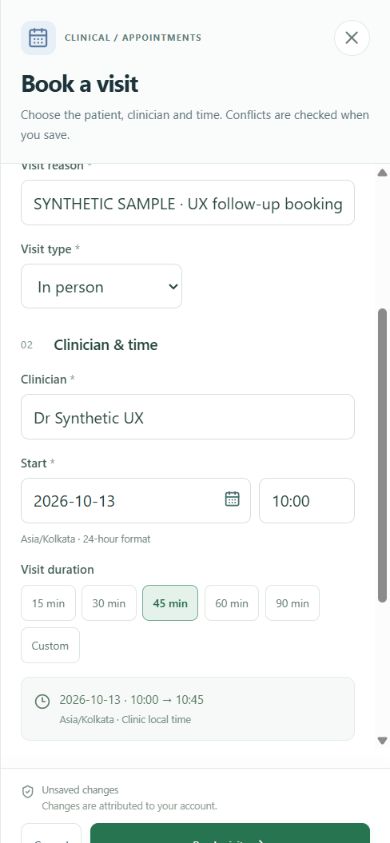 CLINICAL / APPOINTMENTS
Book a visit
Choose the patient, clinician and time. Conflicts are checked when
you save.
Visit reason *
SYNTHETIC SAMPLE · UX follow-up booking
Visit type *
In person
02 Clinician & time
Clinician *
Dr Synthetic UX
Start *
2026-10-13 10:00
Asia/Kolkata · 24-hour format
Visit duration
15 min 30 min 45 min 60 min 90 min
Custom
2026-10-13 · 10:00 → 10:45
Asia/Kolkata · Clinic local time
Unsaved changes
Changes are attributed to your account.